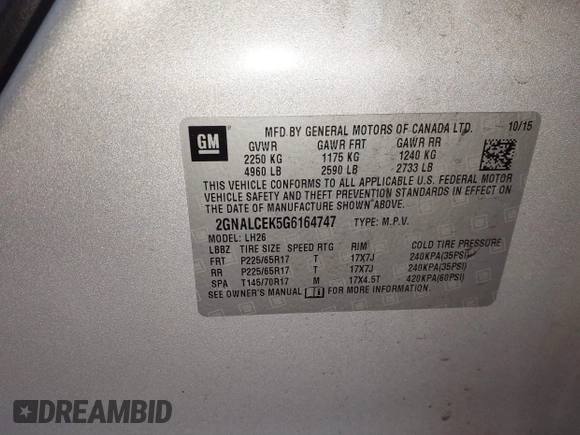 GM
MFD BY GENERAL MOTORS OF CANADA LTD. 10/15
GVWR GAWR FRT GAWR RR
2250 KG 1175 KG 1240 KG
4960 LB 2590 LB 2733 LB
THIS VEHICLE CONFORMS TO ALL APPLICABLE U.S. FEDERAL MOTOR
VEHICLE SAFETY AND THEFT PREVENTION STANDARDS IN EFFECT ON
THE DATE OF MANUFACTURE SHOWN ABOVE.
2GNALCEK5G6164747 TYPE: M.P.V.
MODEL: LH26
LBBZ TIRE SIZE SPEED RTG RIM COLD TIRE PRESSURE
FRT P225/65R17 T 17X7J 240KPA(35PSI)
RR P225/65R17 T 17X7J 240KPA(35PSI)
SPA T145/70R17 M 17X4.5T 420KPA(60PSI)
SEE OWNER'S MANUAL FOR MORE INFORMATION.
DREAMBID